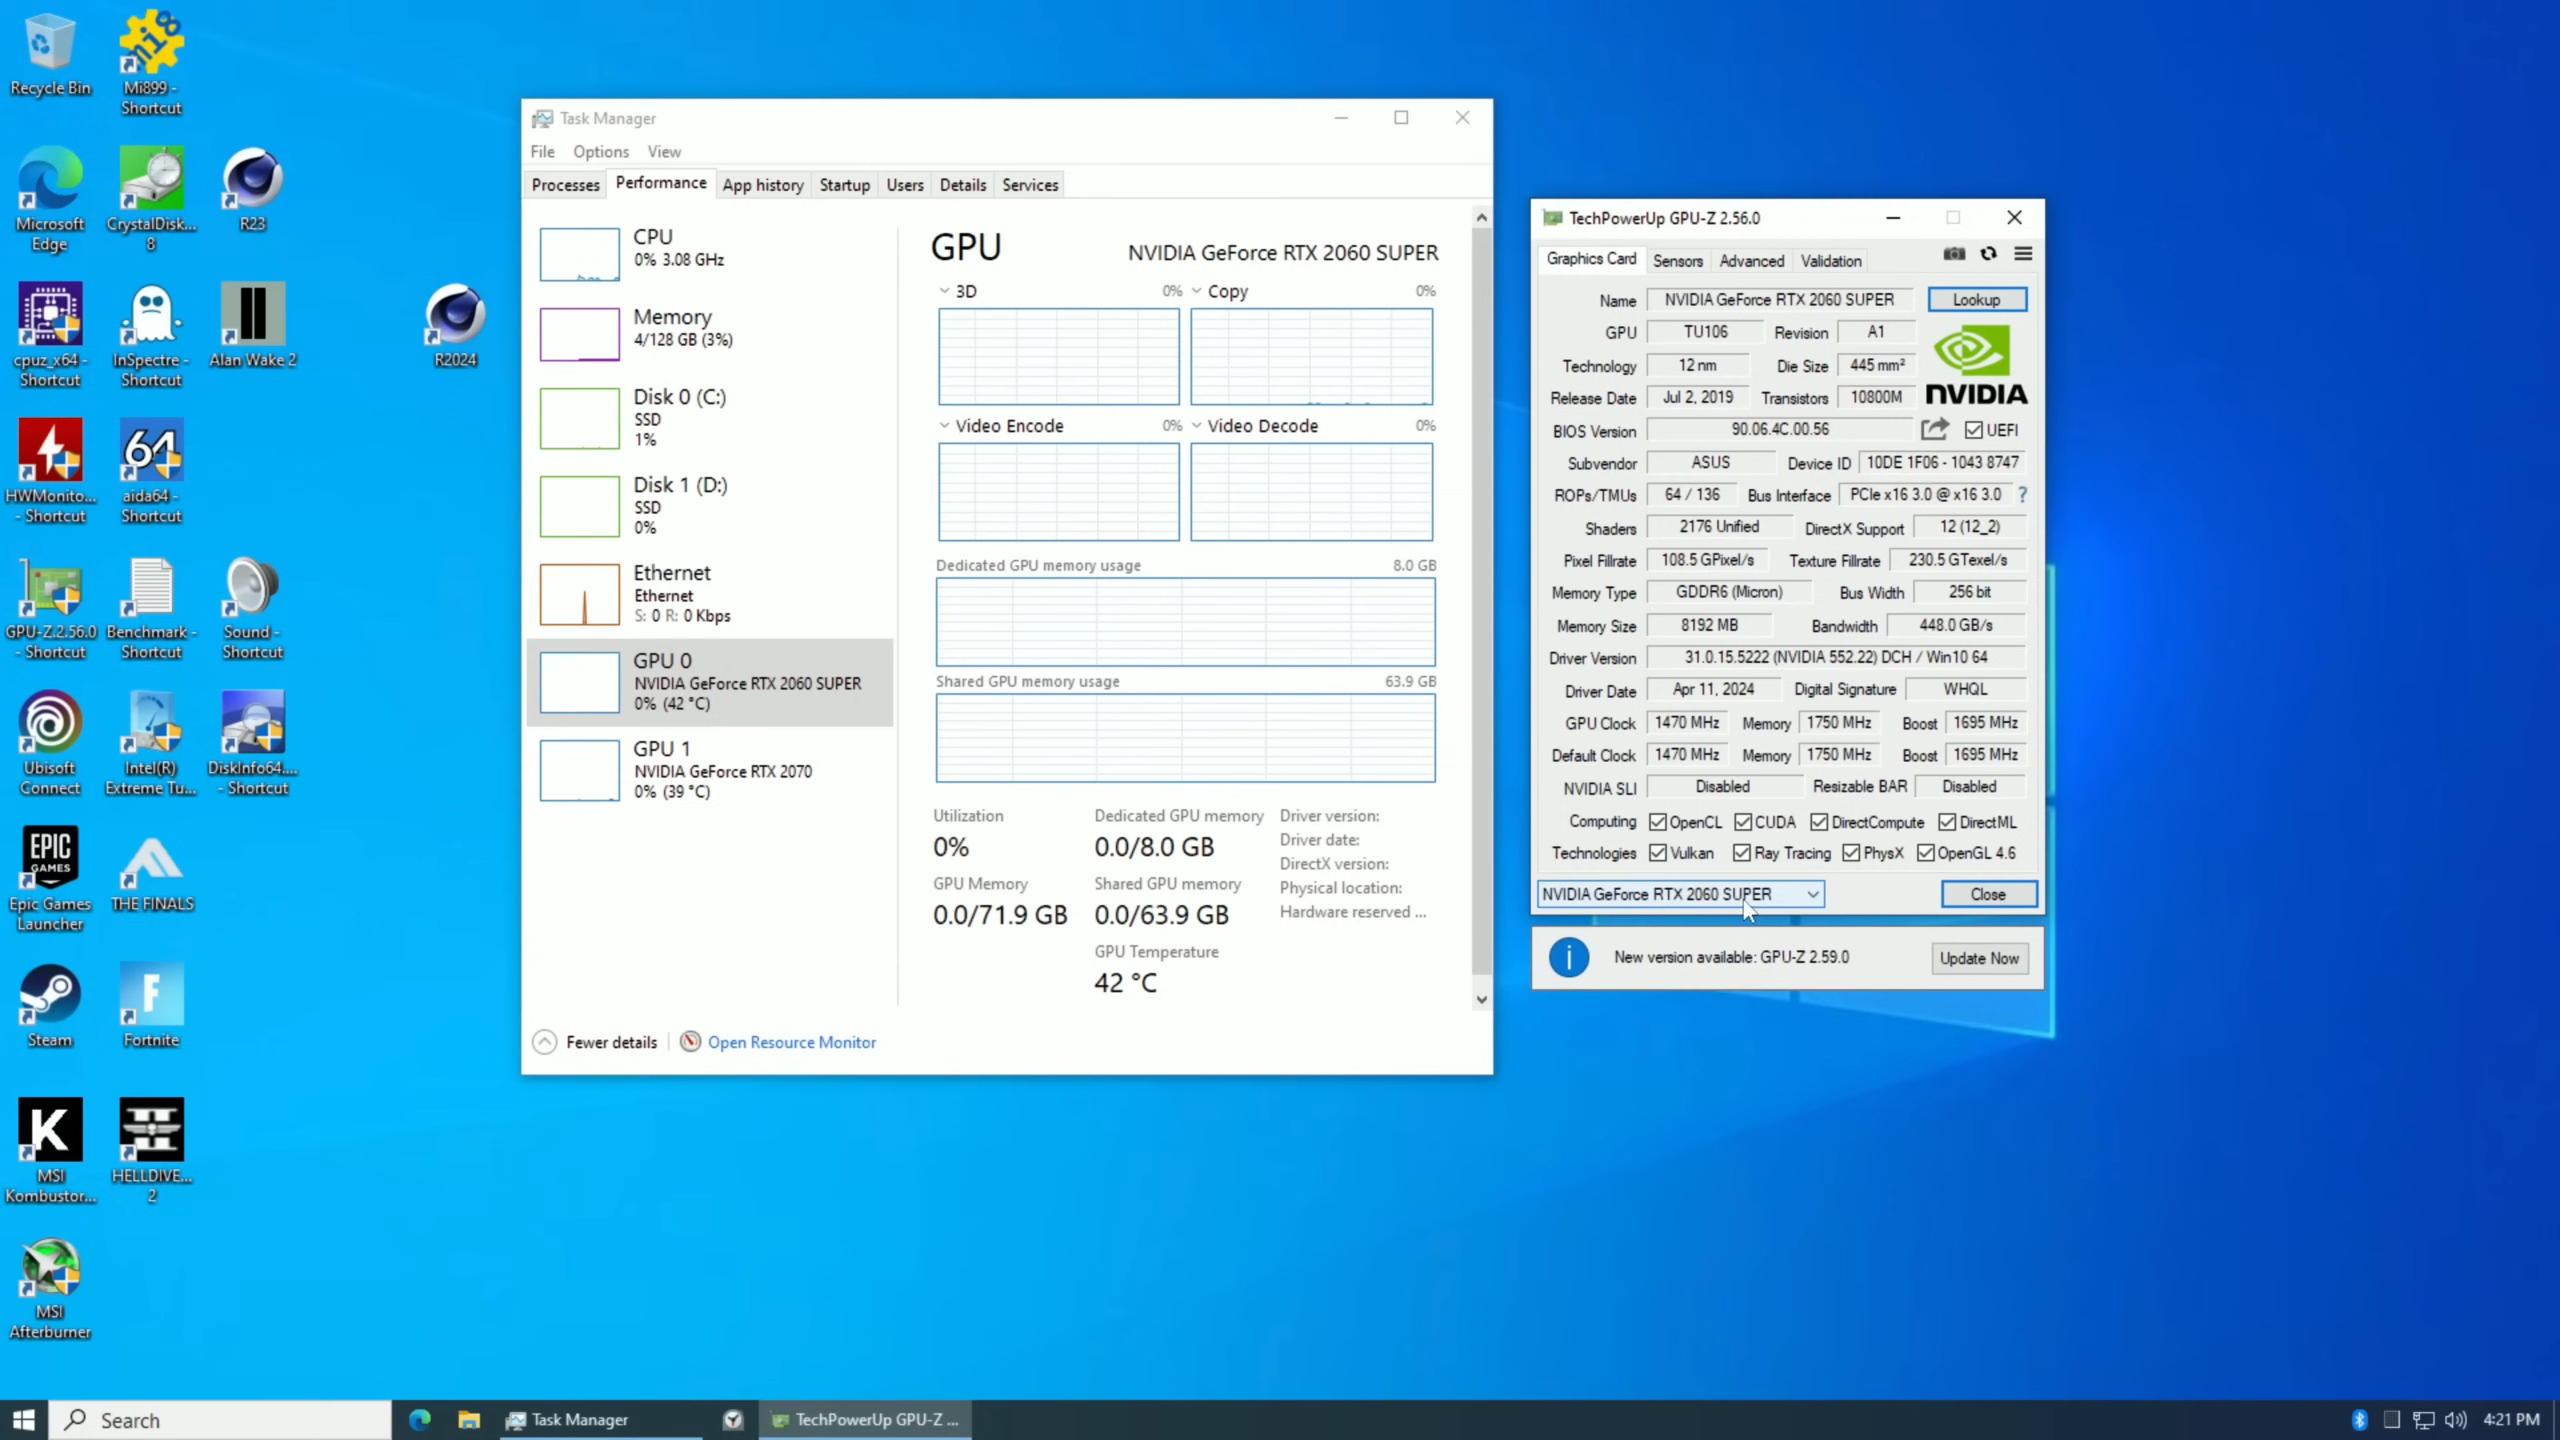 Recycle Bin
Mi899 -
Shortcut
Microsoft
Edge
CrystalDisk...
8
R23
cpuz_x64 -
Shortcut
InSpectre -
Shortcut
Alan Wake 2
R2024
HWMonito...
- Shortcut
64
aida64 -
Shortcut
GPU-Z.2.56.0
- Shortcut
Benchmark -
Shortcut
Sound -
Shortcut
Ubisoft
Connect
Intel(R)
Extreme Tu...
DiskInfo64....
- Shortcut
EPIC
GAMES
Epic Games
Launcher
THE FINALS
Steam
F
Fortnite
K
MSI
Kombustor...
HELLDIVE...
2
MSI
Afterburner
Task Manager
File Options View
Processes Performance App history Startup Users Details Services
CPU
0% 3.08 GHz
Memory
4/128 GB (3%)
Disk 0 (C:)
SSD
1%
Disk 1 (D:)
SSD
0%
Ethernet
Ethernet
S: 0 R: 0 Kbps
GPU 0
NVIDIA GeForce RTX 2060 SUPER
0% (42 °C)
GPU 1
NVIDIA GeForce RTX 2070
0% (39 °C)
GPU NVIDIA GeForce RTX 2060 SUPER
3D 0% Copy 0%
Video Encode 0% Video Decode 0%
Dedicated GPU memory usage 8.0 GB
Shared GPU memory usage 63.9 GB
Utilization
0%
GPU Memory
0.0/71.9 GB
Dedicated GPU memory
0.0/8.0 GB
Shared GPU memory
0.0/63.9 GB
GPU Temperature
42 °C
Driver version:
Driver date:
DirectX version:
Physical location:
Hardware reserved ...
Fewer details Open Resource Monitor
TechPowerUp GPU-Z 2.56.0
Graphics Card Sensors Advanced Validation
Name NVIDIA GeForce RTX 2060 SUPER Lookup
GPU TU106 Revision A1
Technology 12 nm Die Size 445 mm²
Release Date Jul 2, 2019 Transistors 10800M
NVIDIA
BIOS Version 90.06.4C.00.56 UEFI
Subvendor ASUS Device ID 10DE 1F06 - 1043 8747
ROPs/TMUs 64 / 136 Bus Interface PCIe x16 3.0 @ x16 3.0 ?
Shaders 2176 Unified DirectX Support 12 (12_2)
Pixel Fillrate 108.5 GPixel/s Texture Fillrate 230.5 GTexel/s
Memory Type GDDR6 (Micron) Bus Width 256 bit
Memory Size 8192 MB Bandwidth 448.0 GB/s
Driver Version 31.0.15.5222 (NVIDIA 552.22) DCH / Win10 64
Driver Date Apr 11, 2024 Digital Signature WHQL
GPU Clock 1470 MHz Memory 1750 MHz Boost 1695 MHz
Default Clock 1470 MHz Memory 1750 MHz Boost 1695 MHz
NVIDIA SLI Disabled Resizable BAR Disabled
Computing OpenCL CUDA DirectCompute DirectML
Technologies Vulkan Ray Tracing PhysX OpenGL 4.6
NVIDIA GeForce RTX 2060 SUPER Close
New version available: GPU-Z 2.59.0 Update Now
Search
Task Manager
TechPowerUp GPU-Z ...
4:21 PM